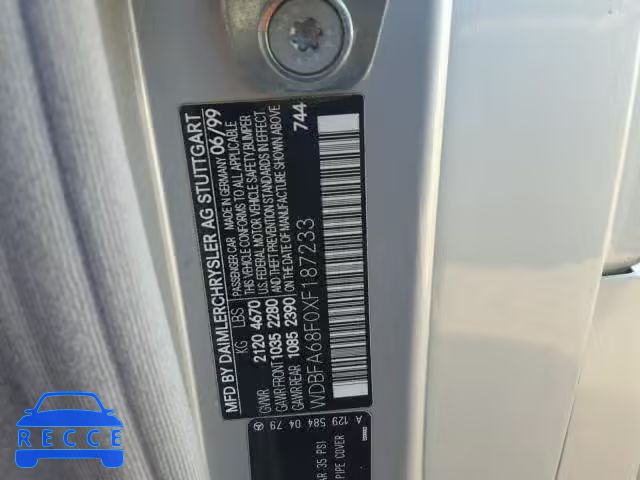 MFD BY DAIMLERCHRYSLER AG STUTTGART
PASSENGER CAR MADE IN GERMANY 06/99
THIS VEHICLE CONFORMS TO ALL APPLICABLE
U.S. FEDERAL MOTOR VEHICLE SAFETY/BUMPER
AND THEFT PREVENTION STANDARDS IN EFFECT
ON THE DATE OF MANUFACTURE 744
KG LBS
GVWR 2120 4670
GAWR FRONT 1035 2280
GAWR REAR 1085 2390
WDBFA68F0XF187233
A 129 584 04 79
AR:35 PSI
PIPE COVER
RECCE